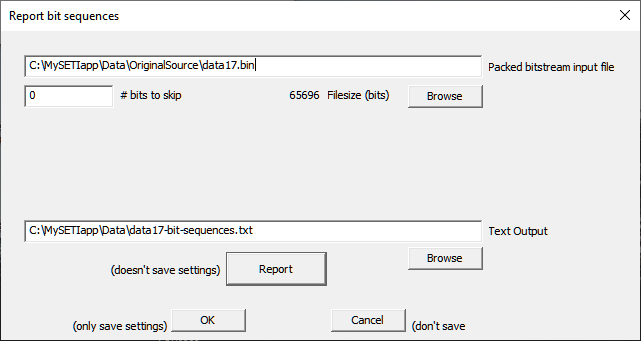 Report bit sequences
C:\MySETIapp\Data\OriginalSource\data17.bin
Packed bitstream input file
0
# bits to skip
65696 Filesize (bits)
Browse
C:\MySETIapp\Data\data17-bit-sequences.txt
Text Output
Browse
(doesn't save settings)
Report
(only save settings)
OK
Cancel
(don't save